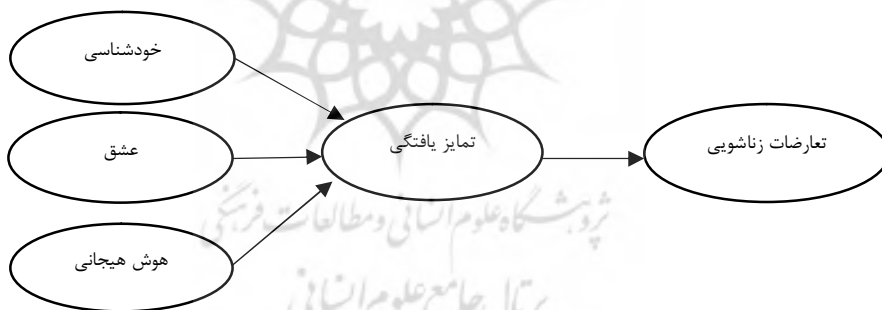 خودشناسی
عشق
هوش هیجانی
تمایز یافتگی
تعارضات زناشویی
پژوهشگاه علوم انسانی و مطالعات فرهنگی
پرتال جامع علوم انسانی